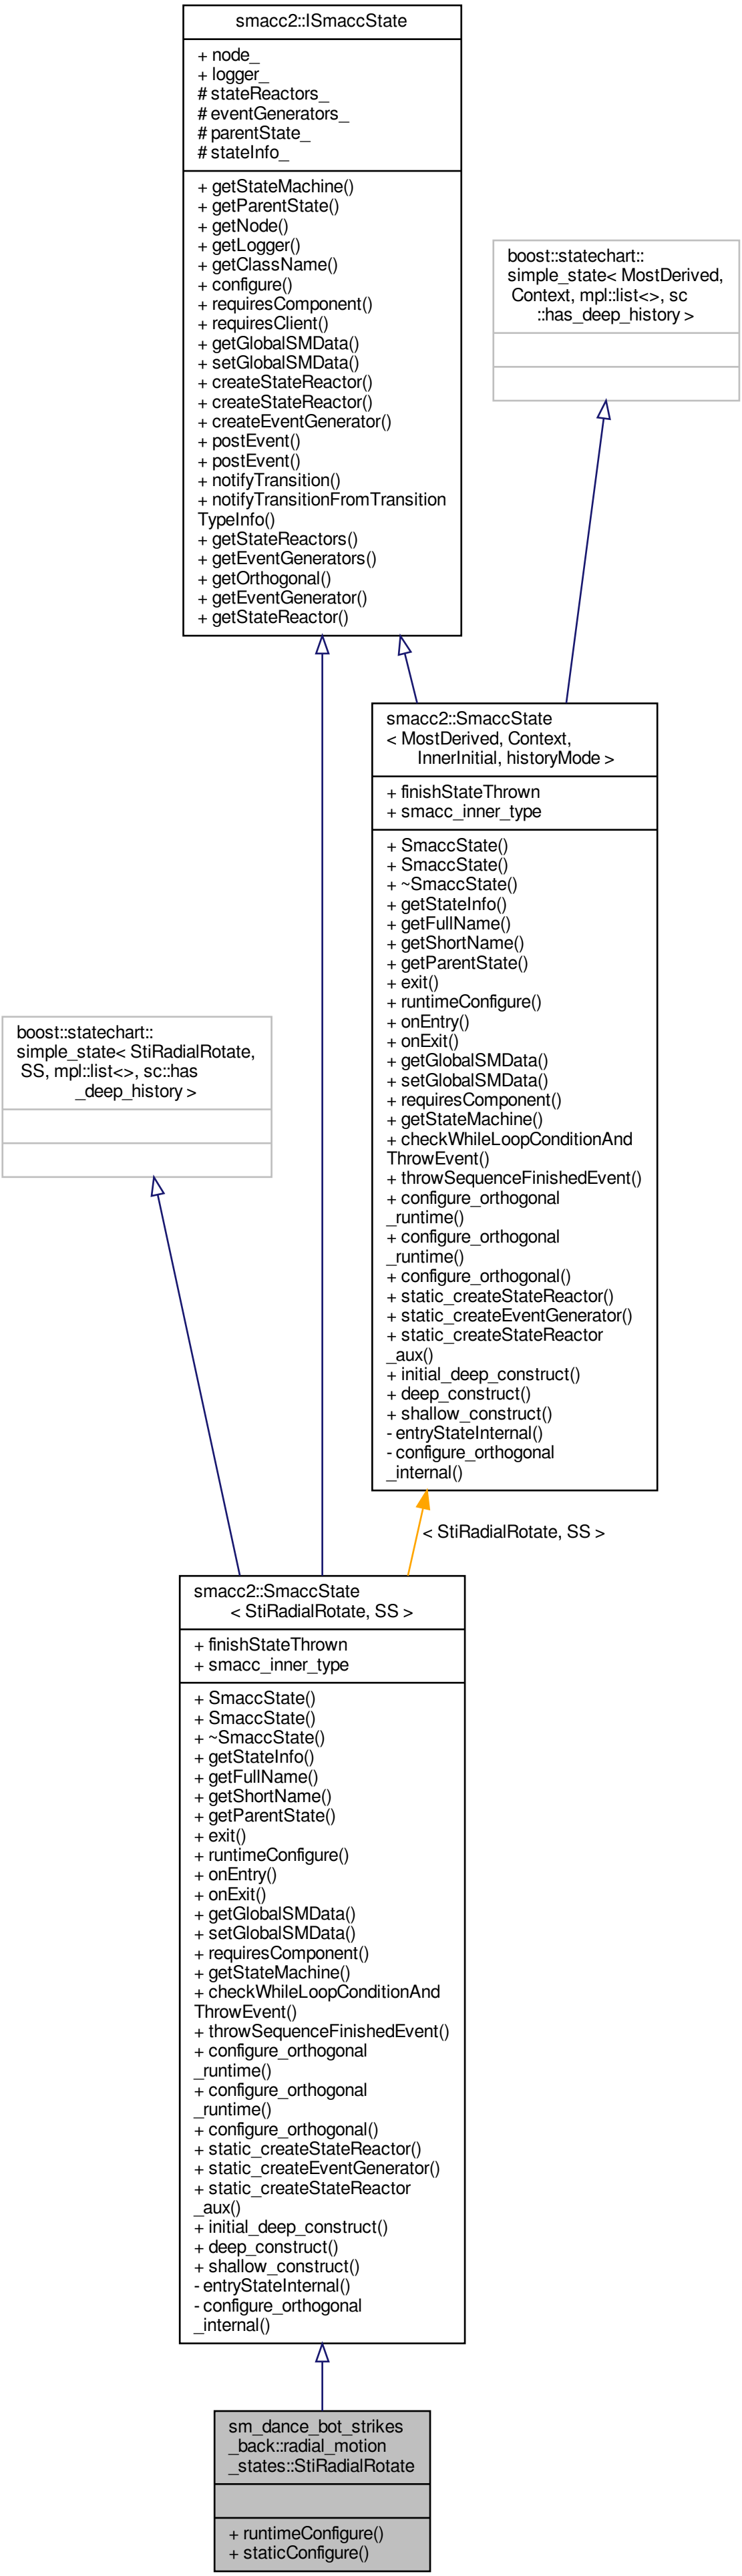 smacc2::ISmaccState
+ node_
+ logger_
# stateReactors_
# eventGenerators_
# parentState_
# stateInfo_
+ getStateMachine()
+ getParentState()
+ getNode()
+ getLogger()
+ getClassName()
+ configure()
+ requiresComponent()
+ requiresClient()
+ getGlobalSMData()
+ setGlobalSMData()
+ createStateReactor()
+ createStateReactor()
+ createEventGenerator()
+ postEvent()
+ postEvent()
+ notifyTransition()
+ notifyTransitionFromTransition
TypeInfo()
+ getStateReactors()
+ getEventGenerators()
+ getOrthogonal()
+ getEventGenerator()
+ getStateReactor()
boost::statechart::
simple_state< MostDerived,
Context, mpl::list<>, sc
::has_deep_history >
smacc2::SmaccState
< MostDerived, Context,
InnerInitial, historyMode >
+ finishStateThrown
+ smacc_inner_type
+ SmaccState()
+ SmaccState()
+ ~SmaccState()
+ getStateInfo()
+ getFullName()
+ getShortName()
+ getParentState()
+ exit()
+ runtimeConfigure()
+ onEntry()
+ onExit()
+ getGlobalSMData()
+ setGlobalSMData()
+ requiresComponent()
+ getStateMachine()
+ checkWhileLoopConditionAnd
ThrowEvent()
+ throwSequenceFinishedEvent()
+ configure_orthogonal
_runtime()
+ configure_orthogonal
_runtime()
+ configure_orthogonal()
+ static_createStateReactor()
+ static_createEventGenerator()
+ static_createStateReactor
_aux()
+ initial_deep_construct()
+ deep_construct()
+ shallow_construct()
- entryStateInternal()
- configure_orthogonal
_internal()
boost::statechart::
simple_state< StiRadialRotate,
SS, mpl::list<>, sc::has
_deep_history >
< StiRadialRotate, SS >
smacc2::SmaccState
< StiRadialRotate, SS >
+ finishStateThrown
+ smacc_inner_type
+ SmaccState()
+ SmaccState()
+ ~SmaccState()
+ getStateInfo()
+ getFullName()
+ getShortName()
+ getParentState()
+ exit()
+ runtimeConfigure()
+ onEntry()
+ onExit()
+ getGlobalSMData()
+ setGlobalSMData()
+ requiresComponent()
+ getStateMachine()
+ checkWhileLoopConditionAnd
ThrowEvent()
+ throwSequenceFinishedEvent()
+ configure_orthogonal
_runtime()
+ configure_orthogonal
_runtime()
+ configure_orthogonal()
+ static_createStateReactor()
+ static_createEventGenerator()
+ static_createStateReactor
_aux()
+ initial_deep_construct()
+ deep_construct()
+ shallow_construct()
- entryStateInternal()
- configure_orthogonal
_internal()
sm_dance_bot_strikes
_back::radial_motion
_states::StiRadialRotate
+ runtimeConfigure()
+ staticConfigure()